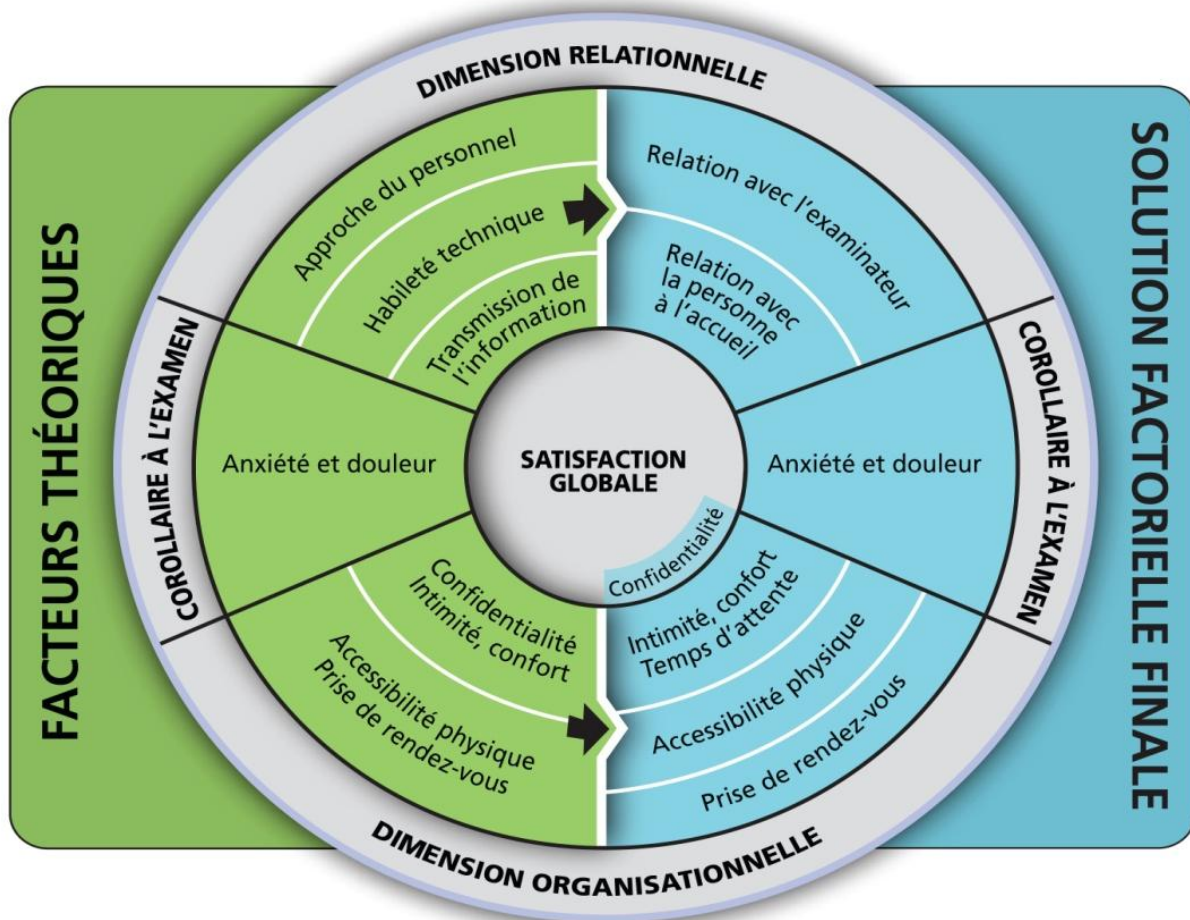 DIMENSION RELATIONNELLE
FACTEURS THÉORIQUES
SOLUTION FACTORIELLE FINALE
COROLLAIRE À L'EXAMEN
Approche du personnel
Habileté technique
Transmission de
l'information
Relation avec l'examinateur
Relation avec
la personne
à l'accueil
COROLLAIRE À L'EXAMEN
Anxiété et douleur
SATISFACTION
GLOBALE
Anxiété et douleur
Confidentialité
Confidentialité
Intimité, confort
Accessibilité physique
Prise de rendez-vous
Intimité, confort
Temps d'attente
Accessibilité physique
Prise de rendez-vous
DIMENSION ORGANISATIONNELLE